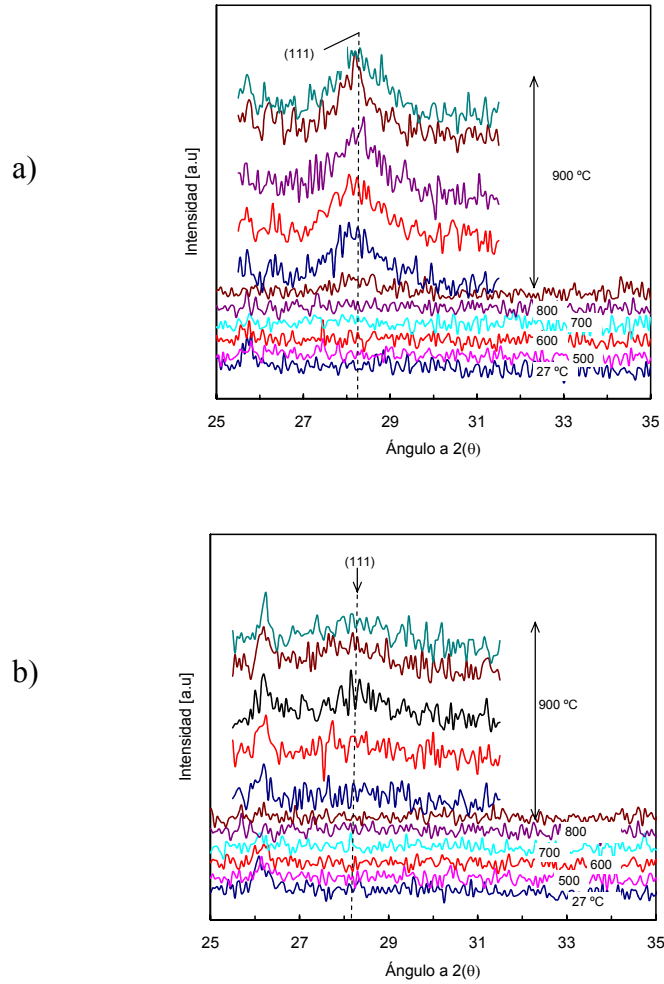 a)
(111)
Intensidad [a.u]
900 ºC
800
700
600
500
27 ºC
25 27 29 31 33 35
Ángulo a 2(θ)
b)
(111)
Intensidad [a.u]
900 ºC
800
700
600
500
27 ºC
25 27 29 31 33 35
Ángulo a 2(θ)